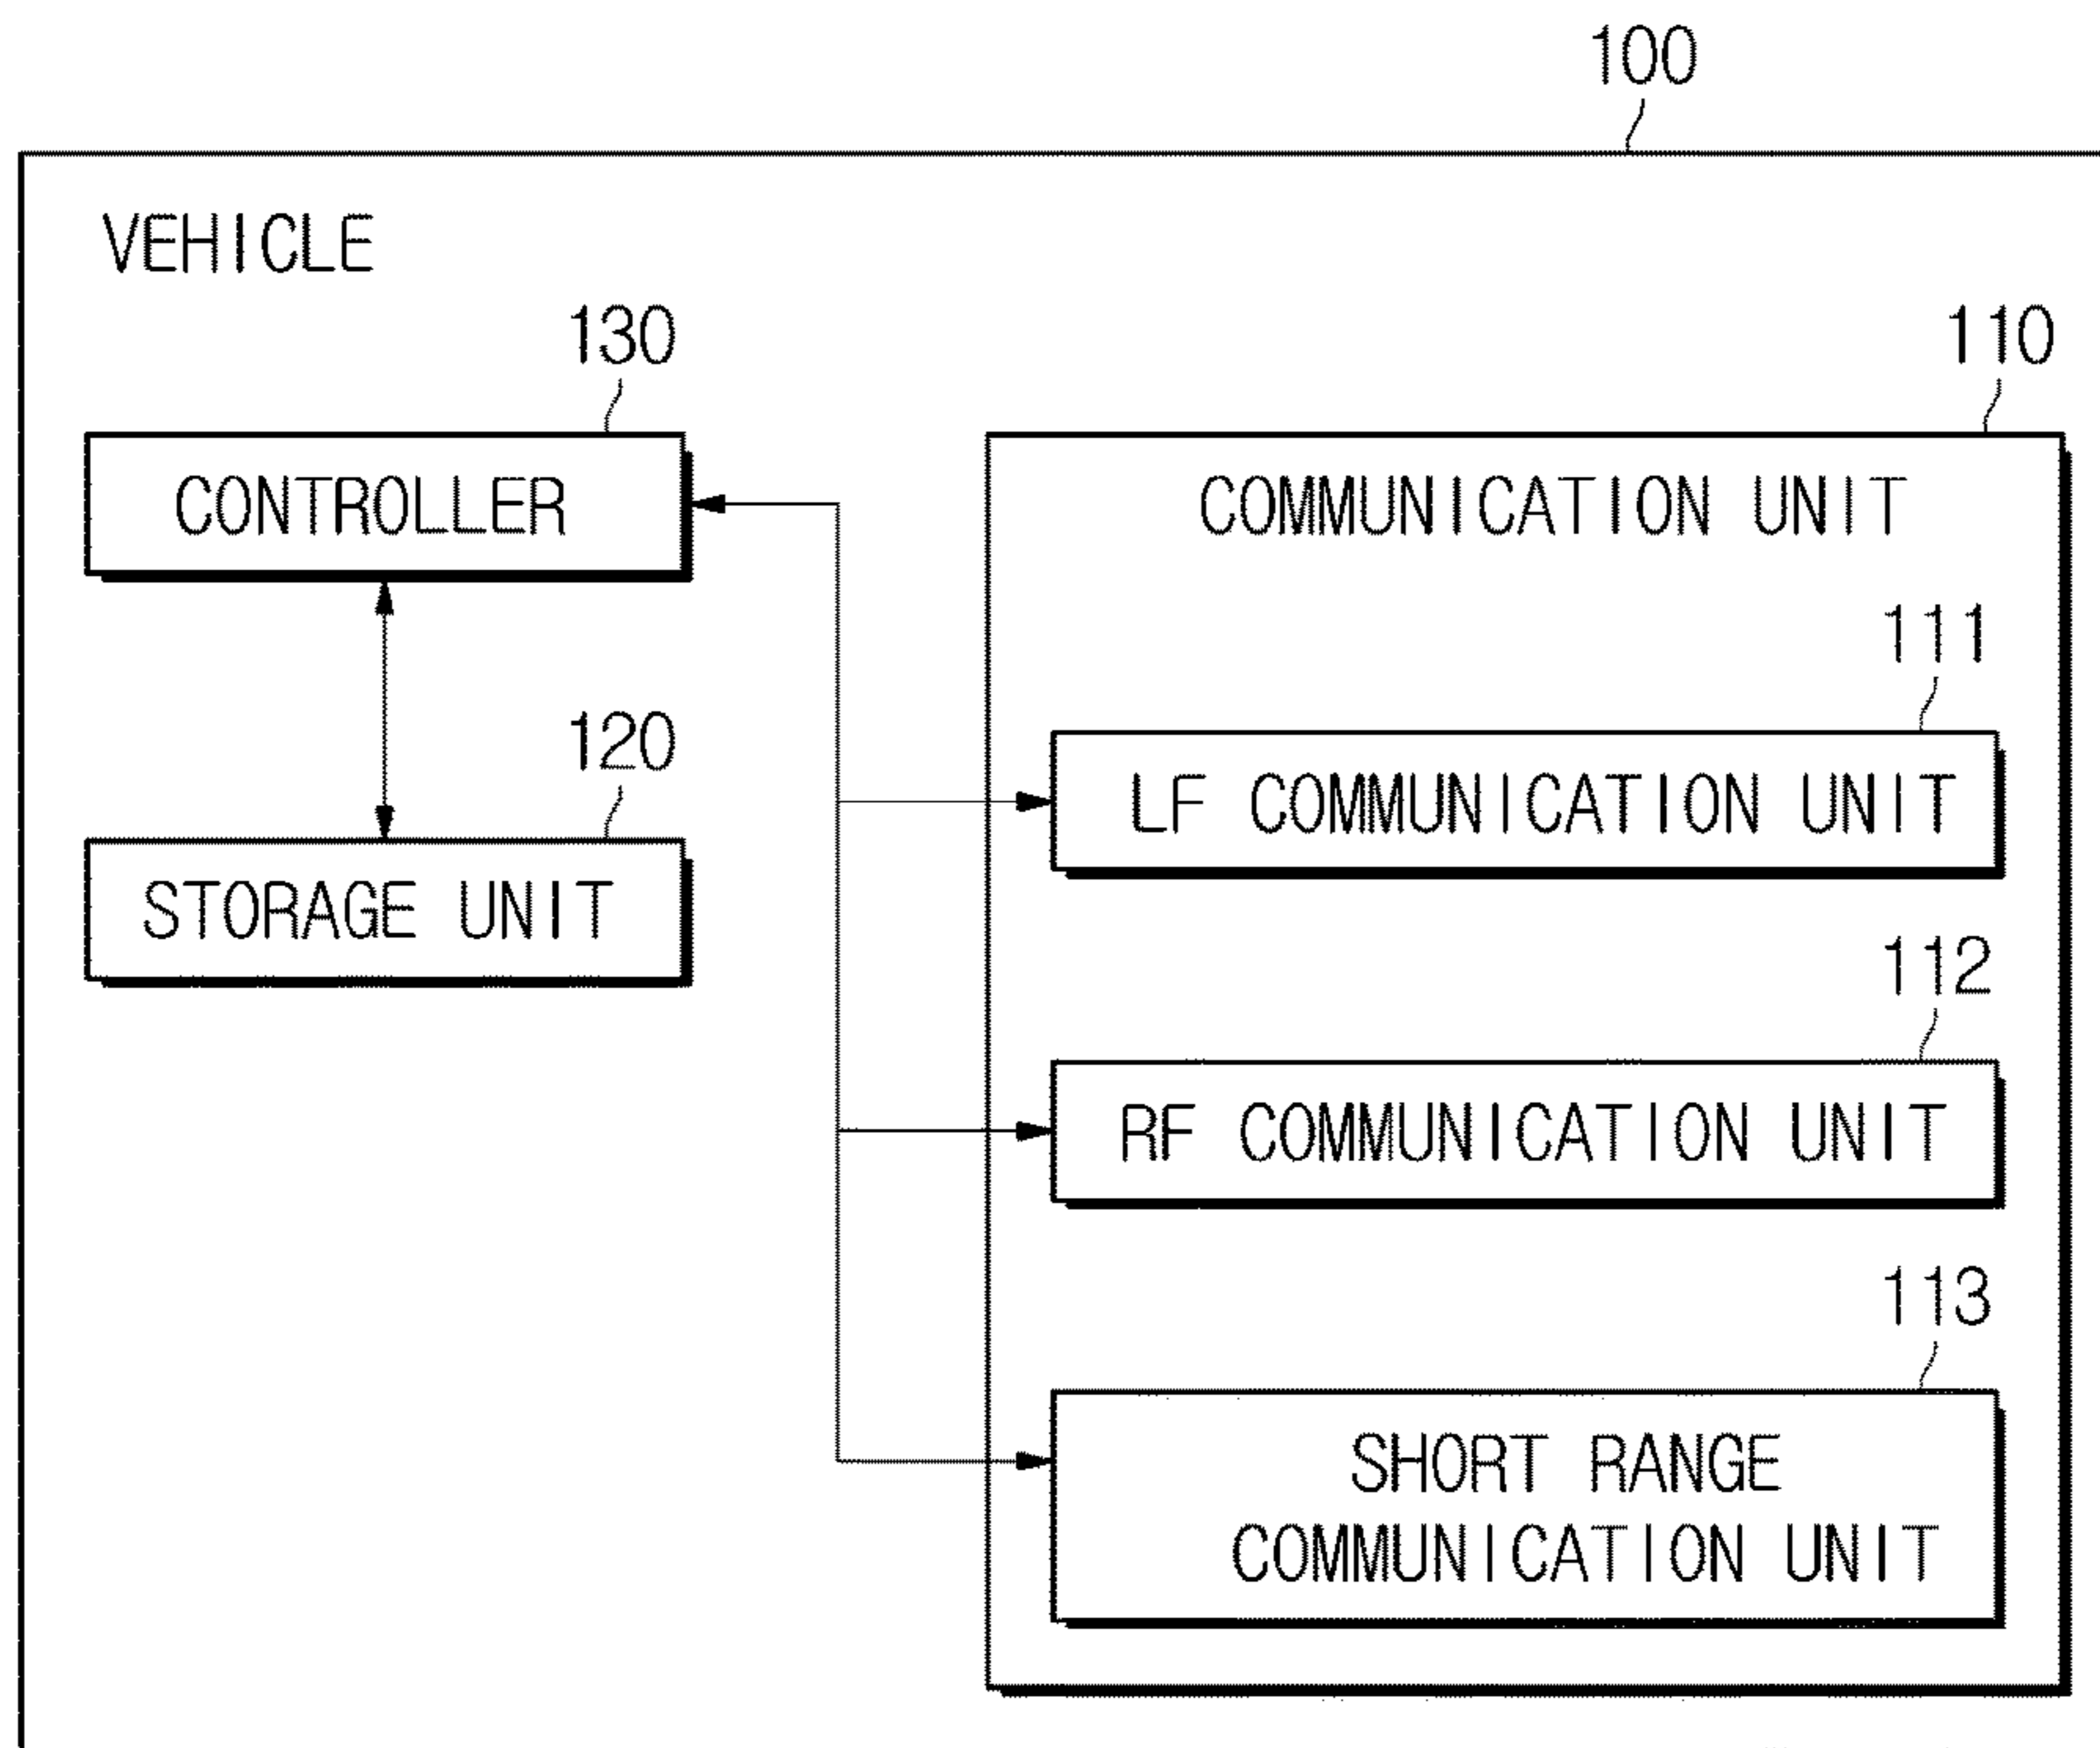 100
VEHICLE
130
110
CONTROLLER
COMMUNICATION UNIT
111
120
LF COMMUNICATION UNIT
STORAGE UNIT
112
RF COMMUNICATION UNIT
113
SHORT RANGE
COMMUNICATION UNIT